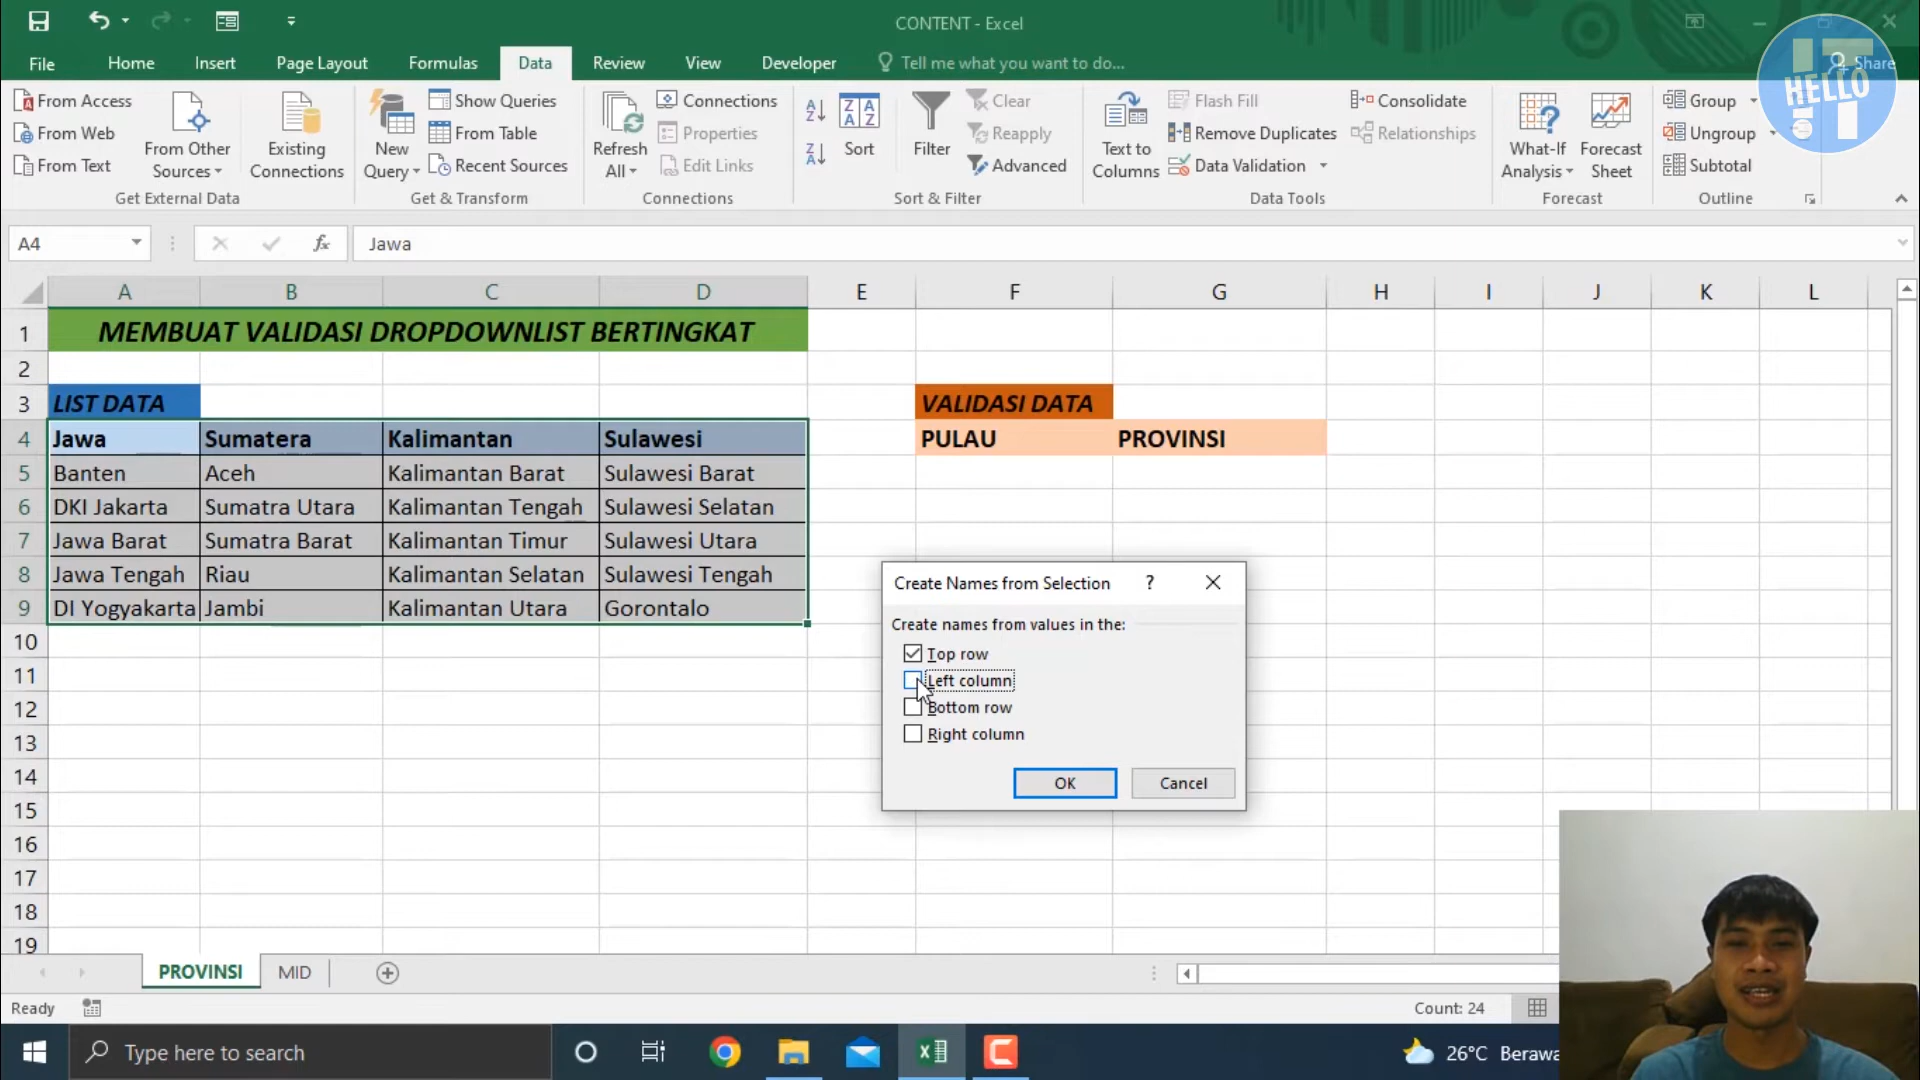 CONTENT - Excel
File Home Insert Page Layout Formulas Data Review View Developer Tell me what you want to do... Share
HELLO IT
From Access
From Web
From Text
From Other Sources
Existing Connections
Get External Data
New Query
Show Queries
From Table
Recent Sources
Get & Transform
Refresh All
Connections
Properties
Edit Links
Connections
Sort
Filter
Clear
Reapply
Advanced
Sort & Filter
Text to Columns
Flash Fill
Remove Duplicates
Data Validation
Consolidate
Relationships
Data Tools
What-If Analysis
Forecast Sheet
Forecast
Group
Ungroup
Subtotal
Outline
A4 fx Jawa
A B C D E F G H I J K L
1 MEMBUAT VALIDASI DROPDOWNLIST BERTINGKAT
2
3 LIST DATA VALIDASI DATA
4 Jawa Sumatera Kalimantan Sulawesi PULAU PROVINSI
5 Banten Aceh Kalimantan Barat Sulawesi Barat
6 DKI Jakarta Sumatra Utara Kalimantan Tengah Sulawesi Selatan
7 Jawa Barat Sumatra Barat Kalimantan Timur Sulawesi Utara
8 Jawa Tengah Riau Kalimantan Selatan Sulawesi Tengah
9 DI Yogyakarta Jambi Kalimantan Utara Gorontalo
10
11
12
13
14
15
16
17
18
19
Create Names from Selection ?
Create names from values in the:
Top row
Left column
Bottom row
Right column
OK Cancel
PROVINSI MID
Ready Count: 24
Type here to search 26°C Berawa